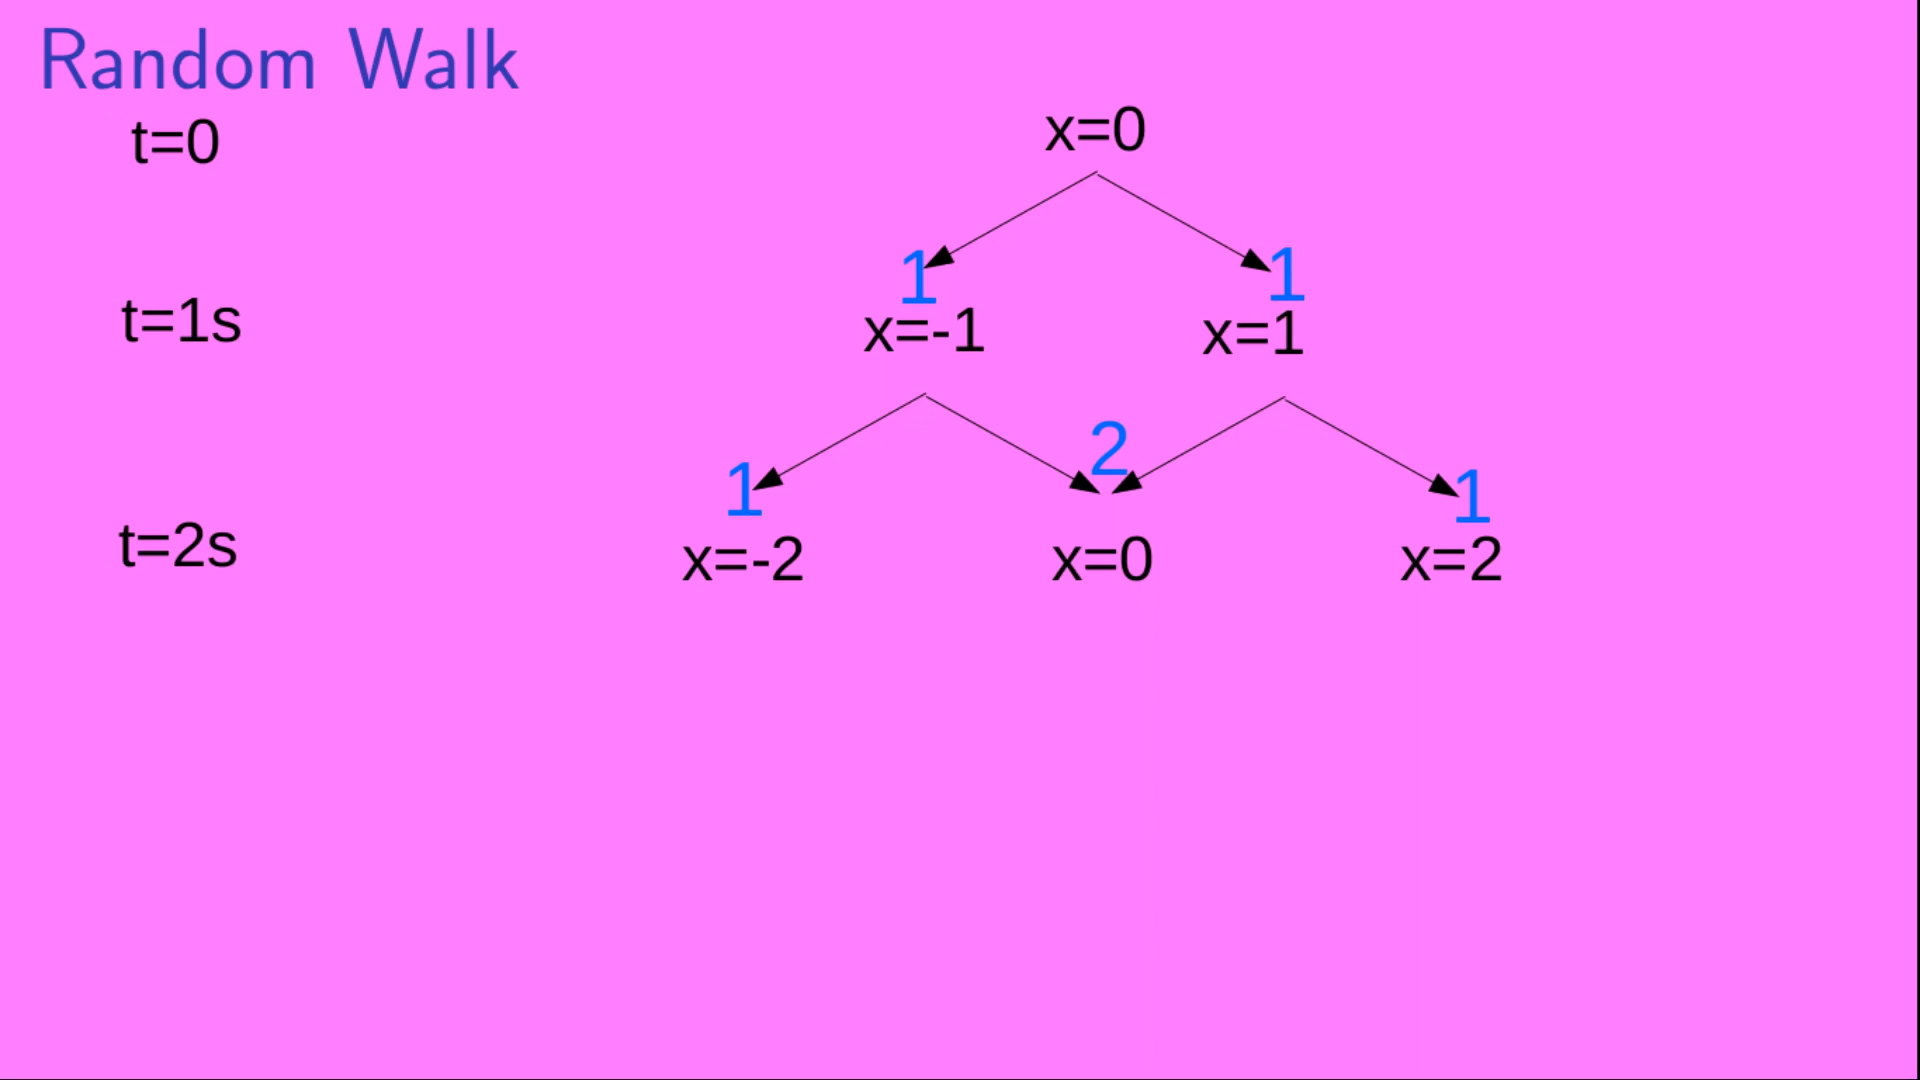 Random Walk
t=0
x=0
1 1
t=1s
x=-1 x=1
2
1 1
t=2s
x=-2 x=0 x=2